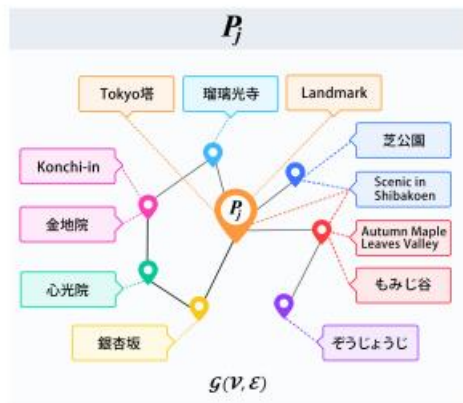 P_j
Tokyo塔
瑠璃光寺
Landmark
芝公園
Konchi-in
P_j
Scenic in
Shibakoen
金地院
Autumn Maple
Leaves Valley
心光院
もみじ谷
銀杏坂
ぞうじょうじ
𝒢(𝒱, ℰ)